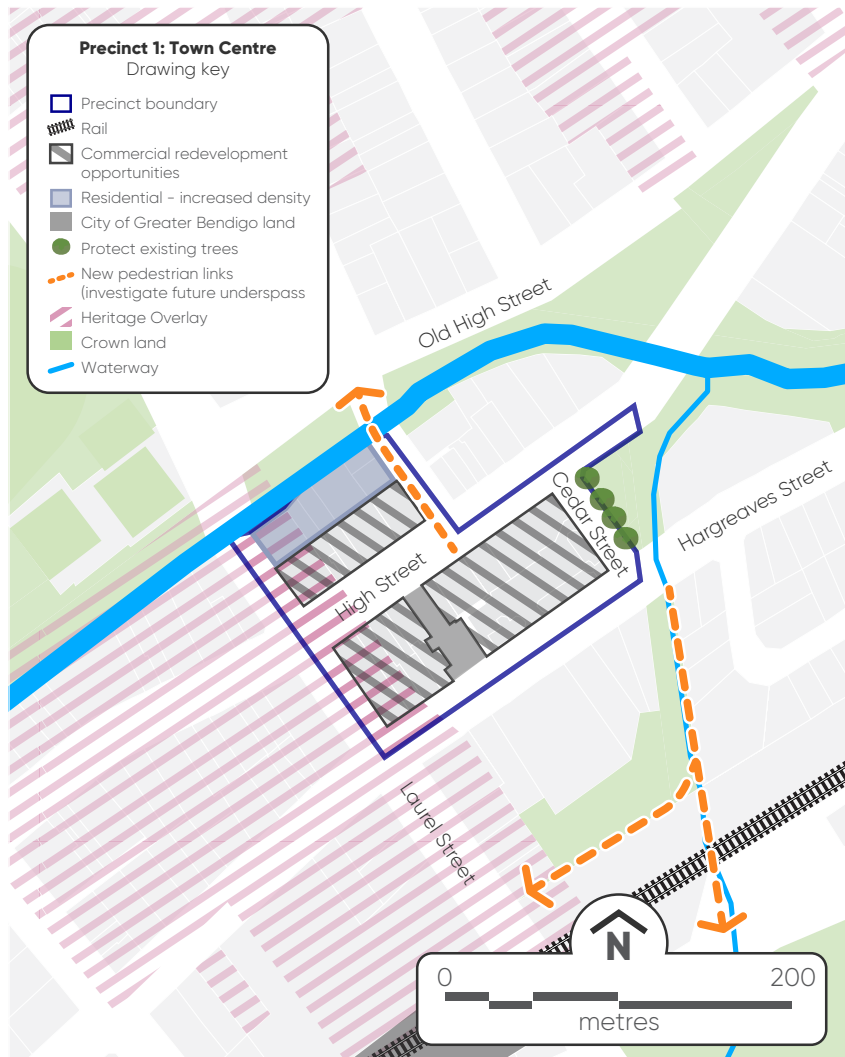 Precinct 1: Town Centre
Drawing key
Precinct boundary
Rail
Commercial redevelopment
opportunities
Residential - increased density
City of Greater Bendigo land
Protect existing trees
New pedestrian links
(investigate future underspass
Heritage Overlay
Crown land
Waterway
Old High Street
Cedar Street
Hargreaves Street
High Street
Laurel Street
N
0 200
metres